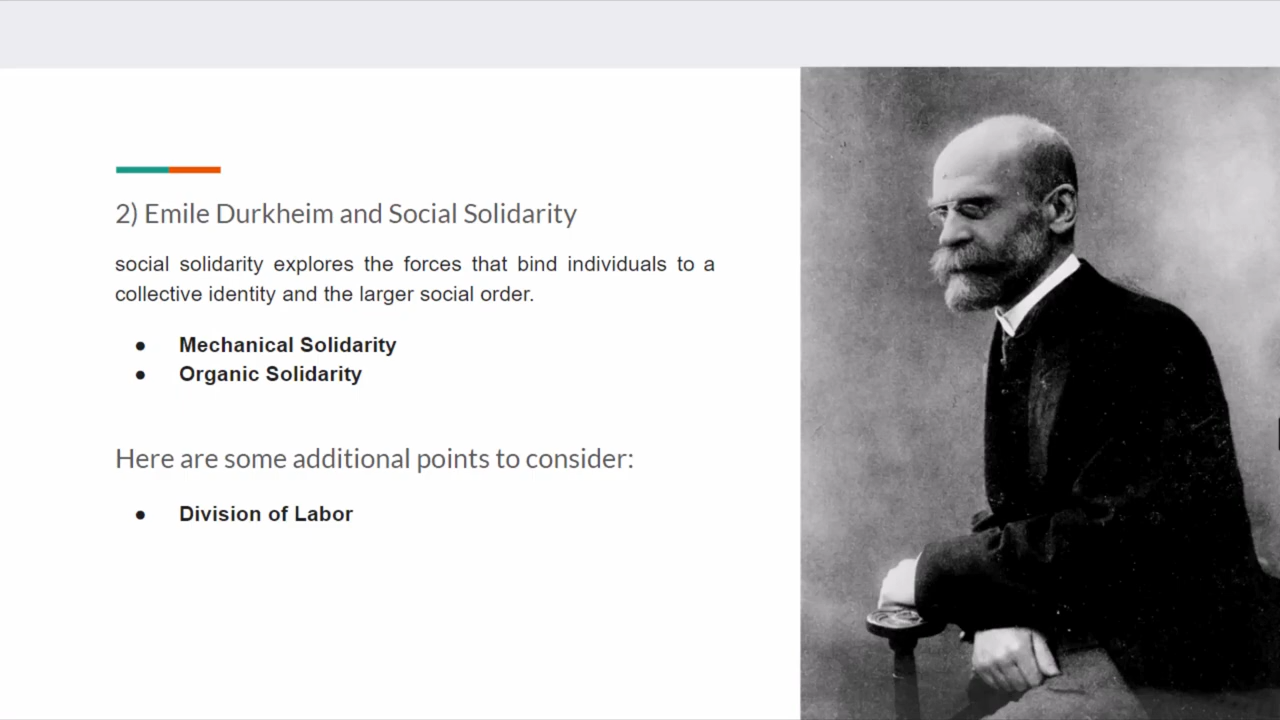 2) Emile Durkheim and Social Solidarity
social solidarity explores the forces that bind individuals to a
collective identity and the larger social order.
● Mechanical Solidarity
● Organic Solidarity
Here are some additional points to consider:
● Division of Labor